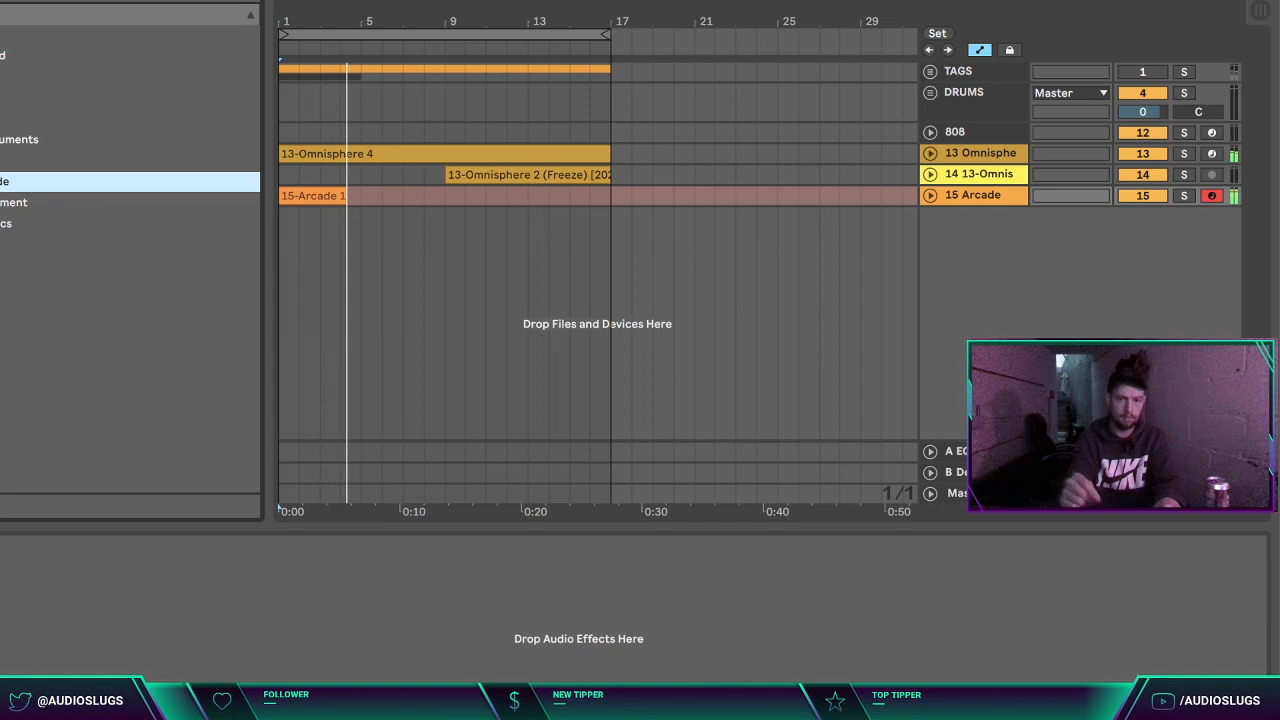 1 5 9 13 17 21 25 29
Set
d
TAGS 1 S
DRUMS Master 4 S
0 C
808 12 S
uments
13-Omnisphere 4 13 Omnisphe 13 S
13-Omnisphere 2 (Freeze) [202 14 13-Omnis 14 S
de
15-Arcade 1 15 Arcade 15 S
ment
cs
Drop Files and Devices Here
NIKE
A EC
B De
Mas
1/1
0:00 0:10 0:20 0:30 0:40 0:50
Drop Audio Effects Here
@AUDIOSLUGS
FOLLOWER
NEW TIPPER
TOP TIPPER
/AUDIOSLUGS